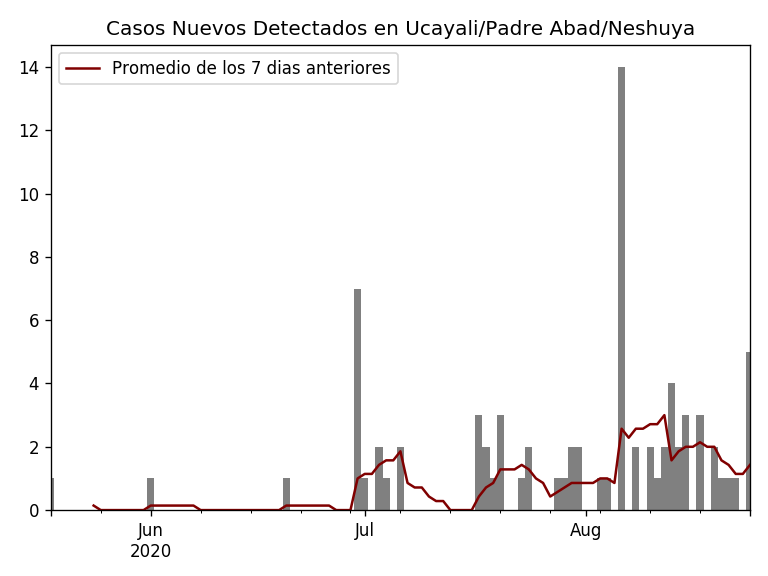 Casos Nuevos Detectados en Ucayali/Padre Abad/Neshuya
Promedio de los 7 dias anteriores
14
12
10
8
6
4
2
0
Jun
2020
Jul
Aug